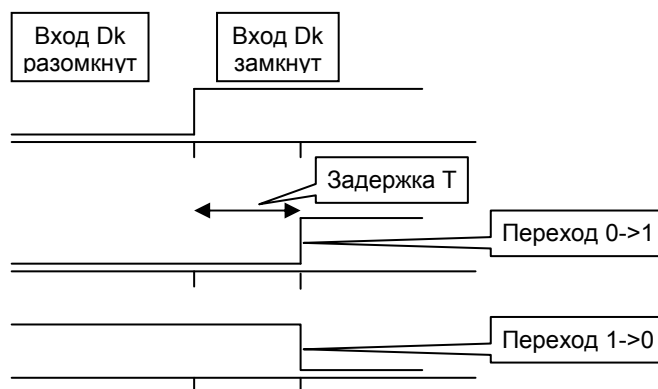 Вход Dk
разомкнут
Вход Dk
замкнут
Задержка T
Переход 0->1
Переход 1->0